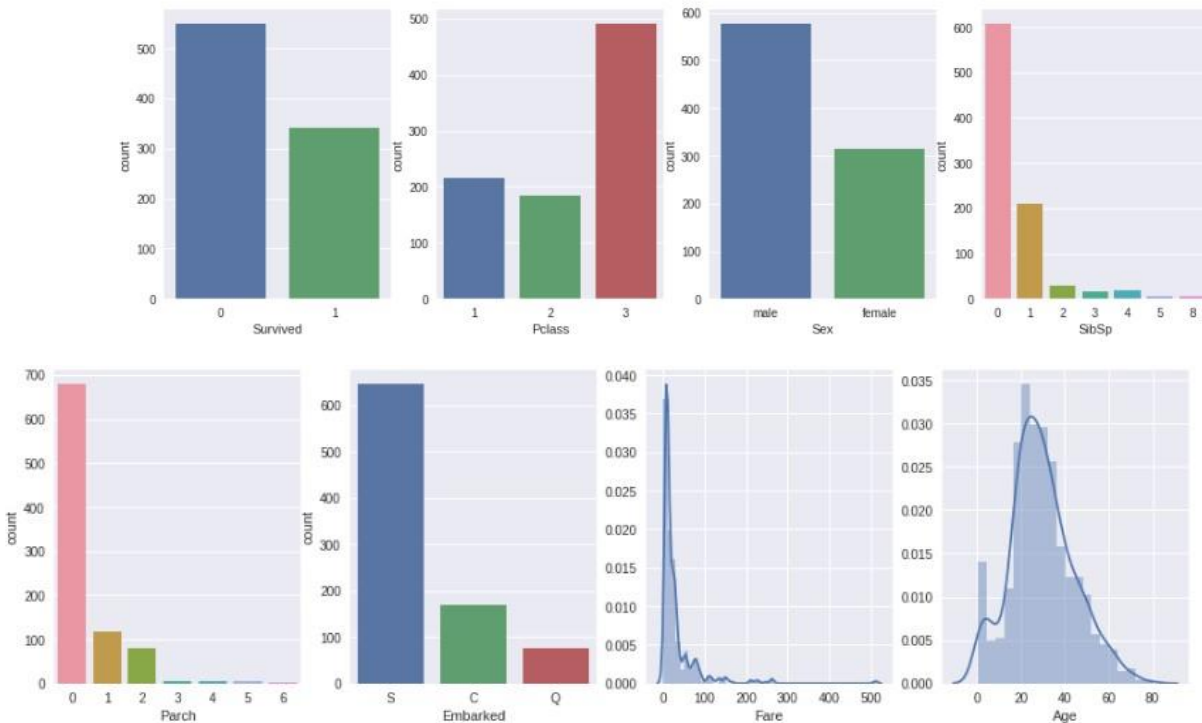 500
400
300
200
100
0
count
0 1
Survived
500
400
300
200
100
0
count
1 2 3
Pclass
600
500
400
300
200
100
0
count
male female
Sex
600
500
400
300
200
100
0
count
0 1 2 3 4 5 8
SibSp
700
600
500
400
300
200
100
0
count
0 1 2 3 4 5 6
Parch
600
500
400
300
200
100
0
count
S C Q
Embarked
0.040
0.035
0.030
0.025
0.020
0.015
0.010
0.005
0.000
0 100 200 300 400 500
Fare
0.035
0.030
0.025
0.020
0.015
0.010
0.005
0.000
0 20 40 60 80
Age